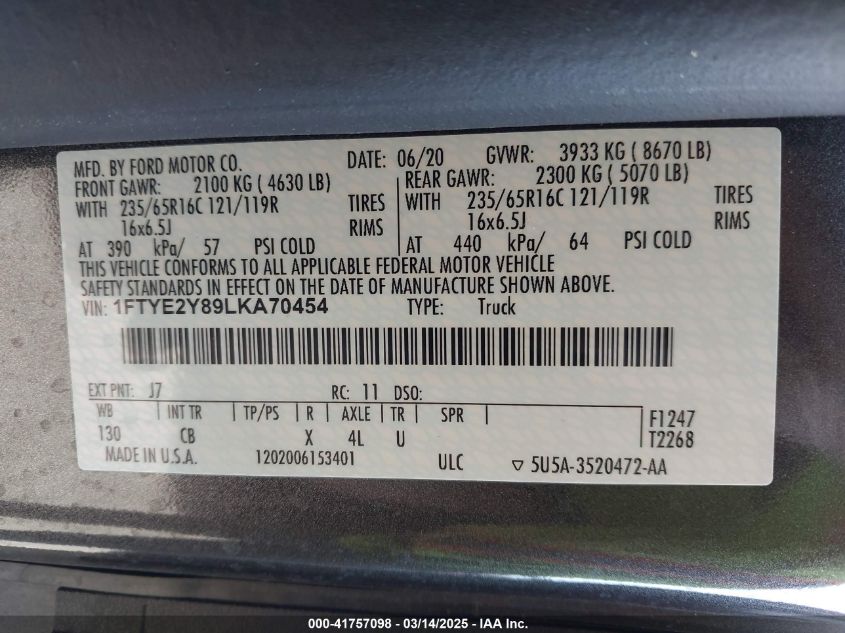 MFD. BY FORD MOTOR CO. DATE: 06/20 GVWR: 3933 KG ( 8670 LB)
FRONT GAWR: 2100 KG ( 4630 LB) REAR GAWR: 2300 KG ( 5070 LB)
WITH 235/65R16C 121/119R TIRES WITH 235/65R16C 121/119R TIRES
16x6.5J RIMS 16x6.5J RIMS
AT 390 kPa/ 57 PSI COLD AT 440 kPa/ 64 PSI COLD
THIS VEHICLE CONFORMS TO ALL APPLICABLE FEDERAL MOTOR VEHICLE
SAFETY STANDARDS IN EFFECT ON THE DATE OF MANUFACTURE SHOWN ABOVE.
VIN: 1FTYE2Y89LKA70454 TYPE: Truck
EXT PNT: J7 RC: 11 DSO:
WB INT TR TP/PS R AXLE TR SPR F1247
130 CB X 4L U T2268
MADE IN U.S.A. 1202006153401 ULC ▽ 5U5A-3520472-AA
000-41757098 - 03/14/2025 - IAA Inc.